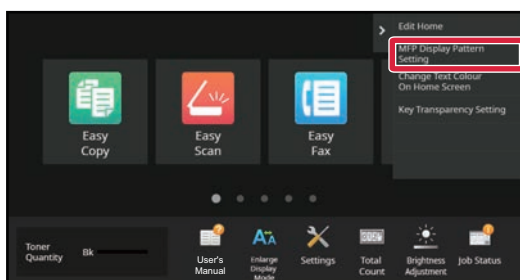 Edit Home
MFP Display Pattern
Setting
Change Text Colour
On Home Screen
Key Transparency Setting
Easy
Copy
Easy
Scan
Easy
Fax
Toner
Quantity
Bk
User's
Manual
Enlarge
Display
Mode
Settings
Total
Count
Brightness
Adjustment
Job Status